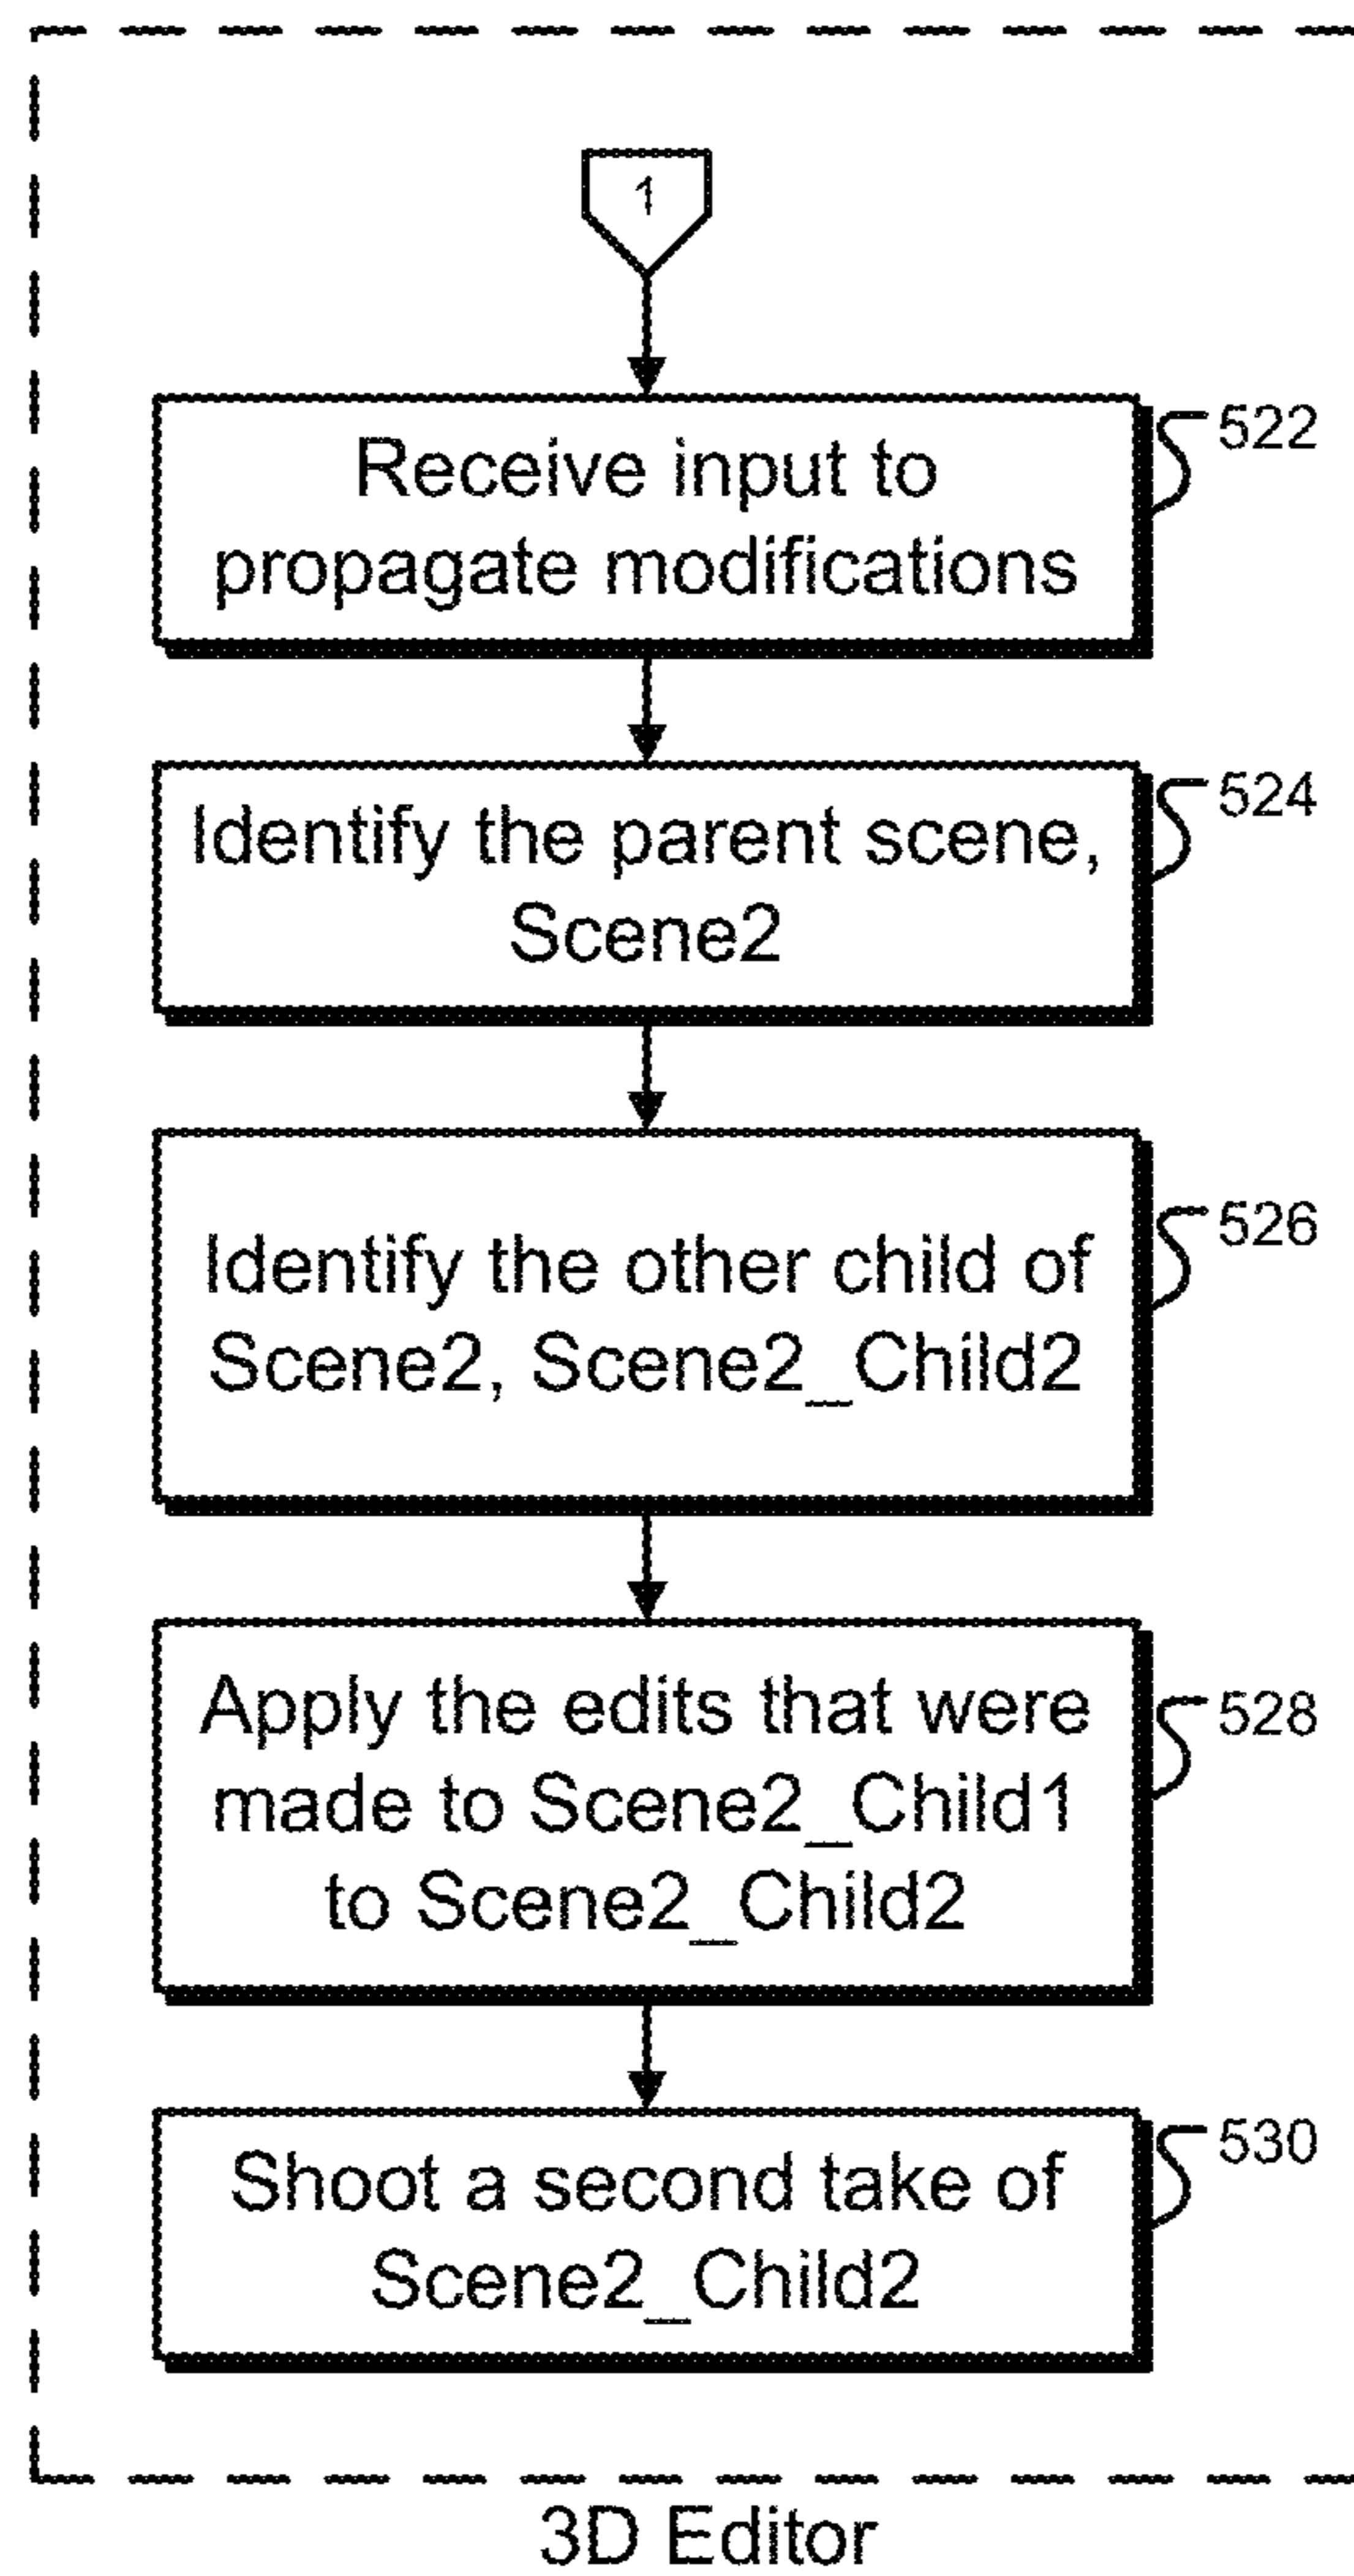 1
Receive input to
propagate modifications
522
Identify the parent scene,
Scene2
524
Identify the other child of
Scene2, Scene2_Child2
526
Apply the edits that were
made to Scene2_Child1
to Scene2_Child2
528
Shoot a second take of
Scene2_Child2
530
3D Editor